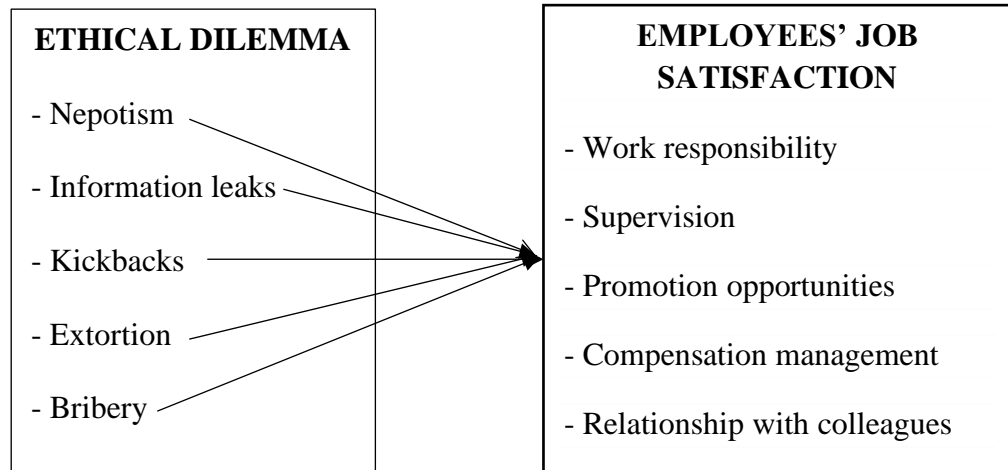 ETHICAL DILEMMA
- Nepotism
- Information leaks
- Kickbacks
- Extortion
- Bribery
EMPLOYEES’ JOB
SATISFACTION
- Work responsibility
- Supervision
- Promotion opportunities
- Compensation management
- Relationship with colleagues